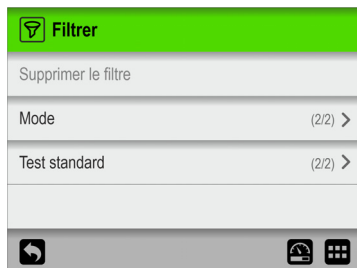 Filtrer
Supprimer le filtre
Mode (2/2)
Test standard (2/2)